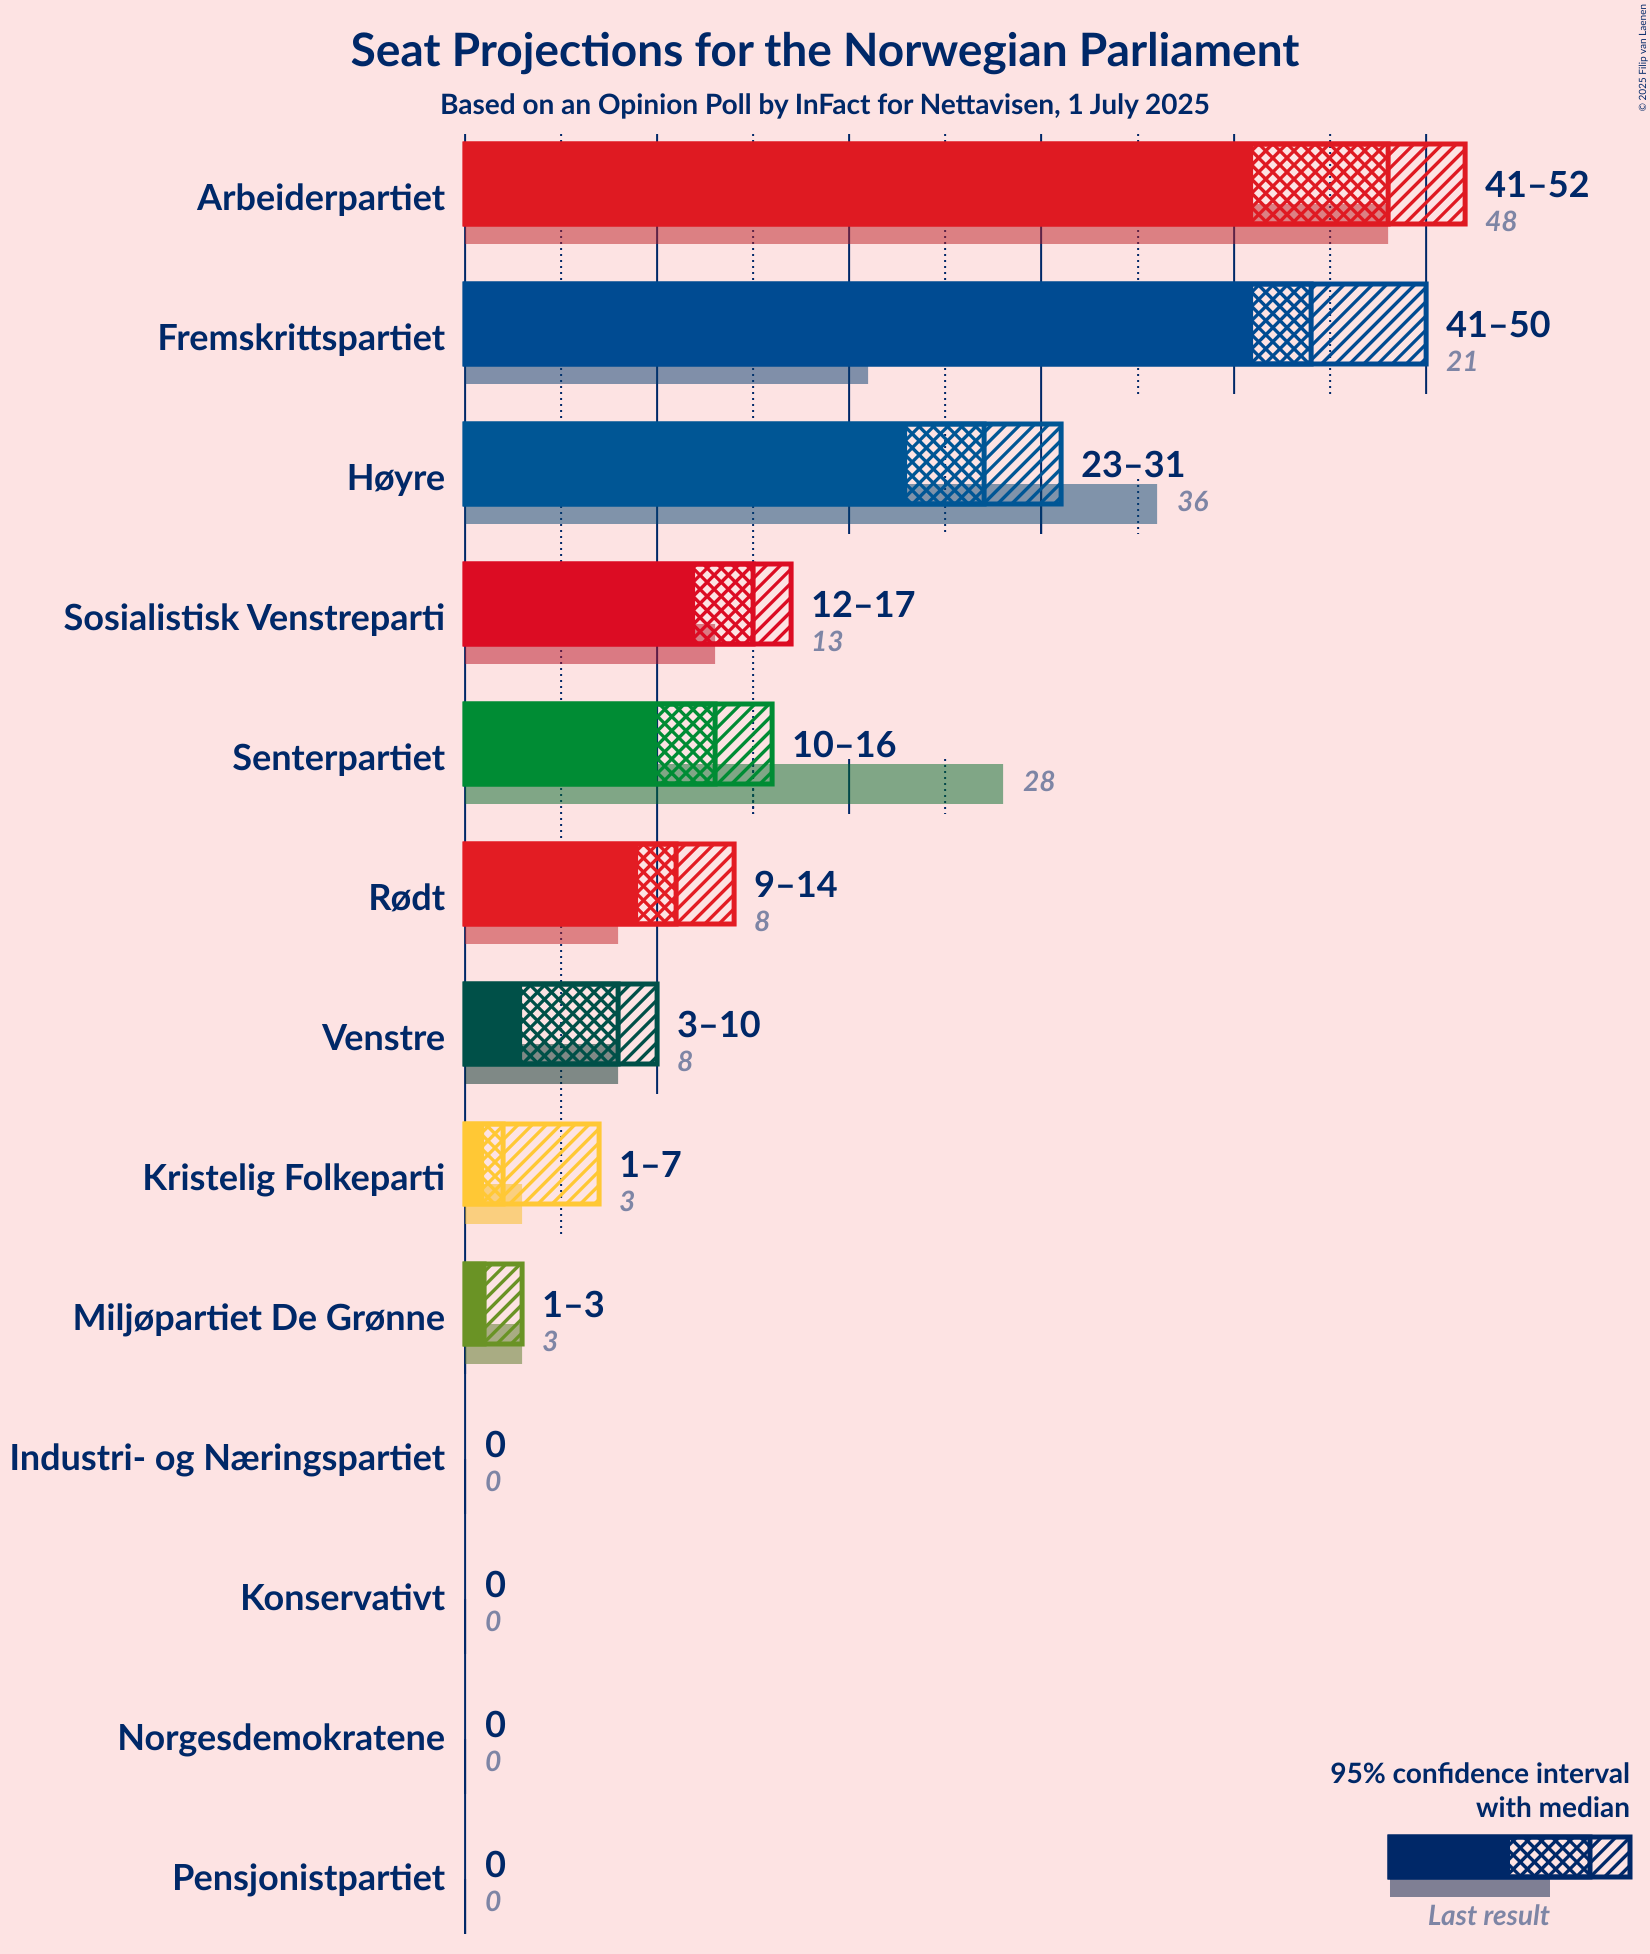 Seat Projections for the Norwegian Parliament
Based on an Opinion Poll by InFact for Nettavisen, 1 July 2025
© 2025 Filip van Laenen
Arbeiderpartiet
41–52
48
Fremskrittspartiet
41–50
21
Høyre
23–31
36
Sosialistisk Venstreparti
12–17
13
Senterpartiet
10–16
28
Rødt
9–14
8
Venstre
3–10
8
Kristelig Folkeparti
1–7
3
Miljøpartiet De Grønne
1–3
3
Industri- og Næringspartiet
0
0
Konservativt
0
0
Norgesdemokratene
0
0
Pensjonistpartiet
0
0
95% confidence interval
with median
Last result